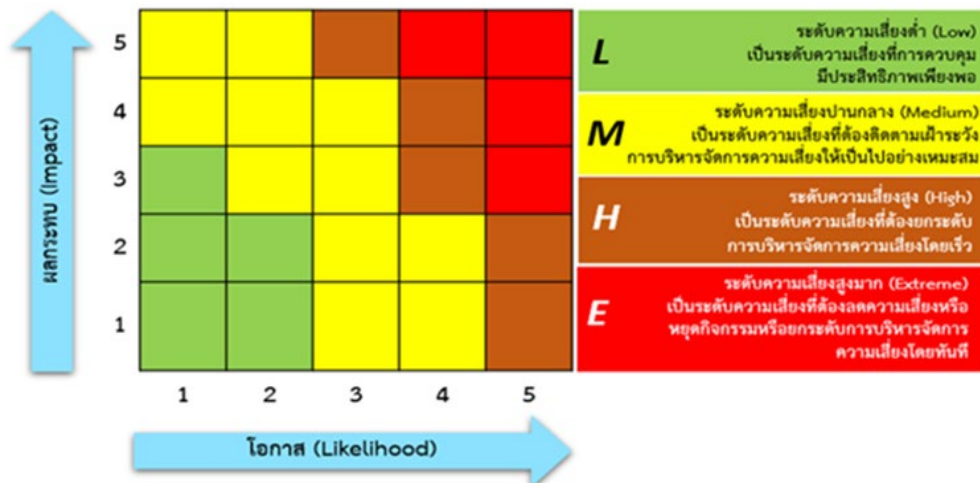 ผลกระทบ (Impact)
5
4
3
2
1
1 2 3 4 5
โอกาส (Likelihood)
L
ระดับความเสี่ยงต่ำ (Low)
เป็นระดับความเสี่ยงที่การควบคุม
มีประสิทธิภาพเพียงพอ
M
ระดับความเสี่ยงปานกลาง (Medium)
เป็นระดับความเสี่ยงที่ต้องติดตามเฝ้าระวัง
การบริหารจัดการความเสี่ยงให้เป็นไปอย่างเหมะสม
H
ระดับความเสี่ยงสูง (High)
เป็นระดับความเสี่ยงที่ต้องยกระดับ
การบริหารจัดการความเสี่ยงโดยเร็ว
E
ระดับความเสี่ยงสูงมาก (Extreme)
เป็นระดับความเสี่ยงที่ต้องลดความเสี่ยงหรือ
หยุดกิจกรรมหรือยกระดับการบริหารจัดการ
ความเสี่ยงโดยทันที